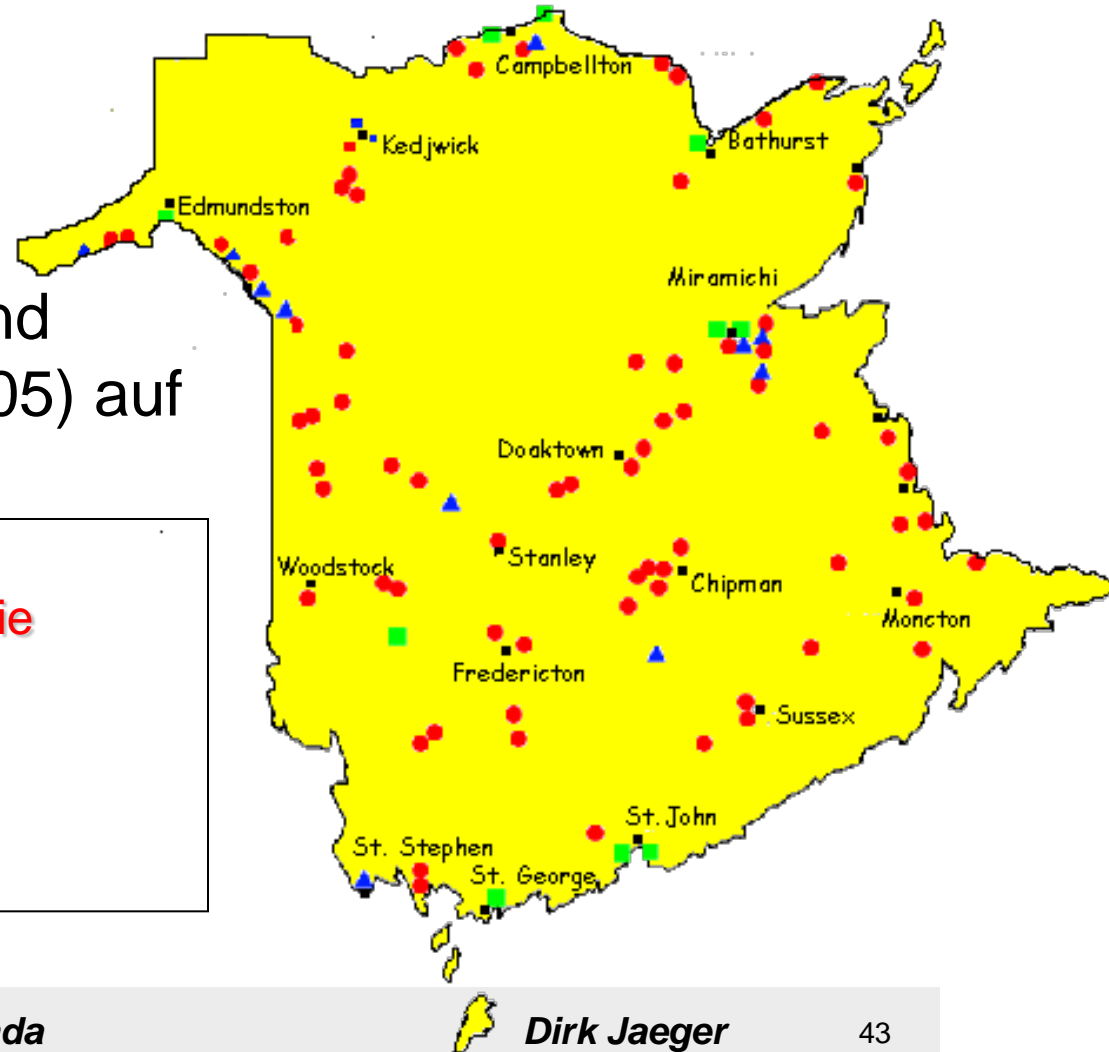 Campbellton
Kedjwick
Bathurst
Edmundston
Miramichi
nd
05) auf
Doaktown
Stanley
Woodstock
Chipman
ie
Moncton
Fredericton
Sussex
St. John
St. Stephen
St. George
da
Dirk Jaeger
43